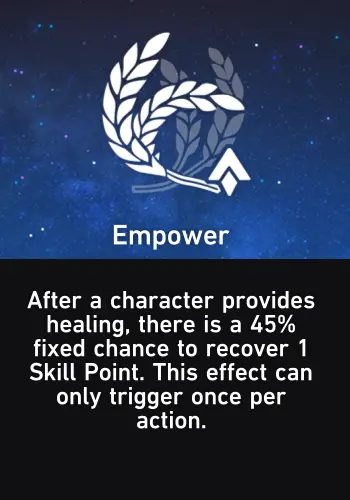 Empower
After a character provides
healing, there is a 45%
fixed chance to recover 1
Skill Point. This effect can
only trigger once per
action.